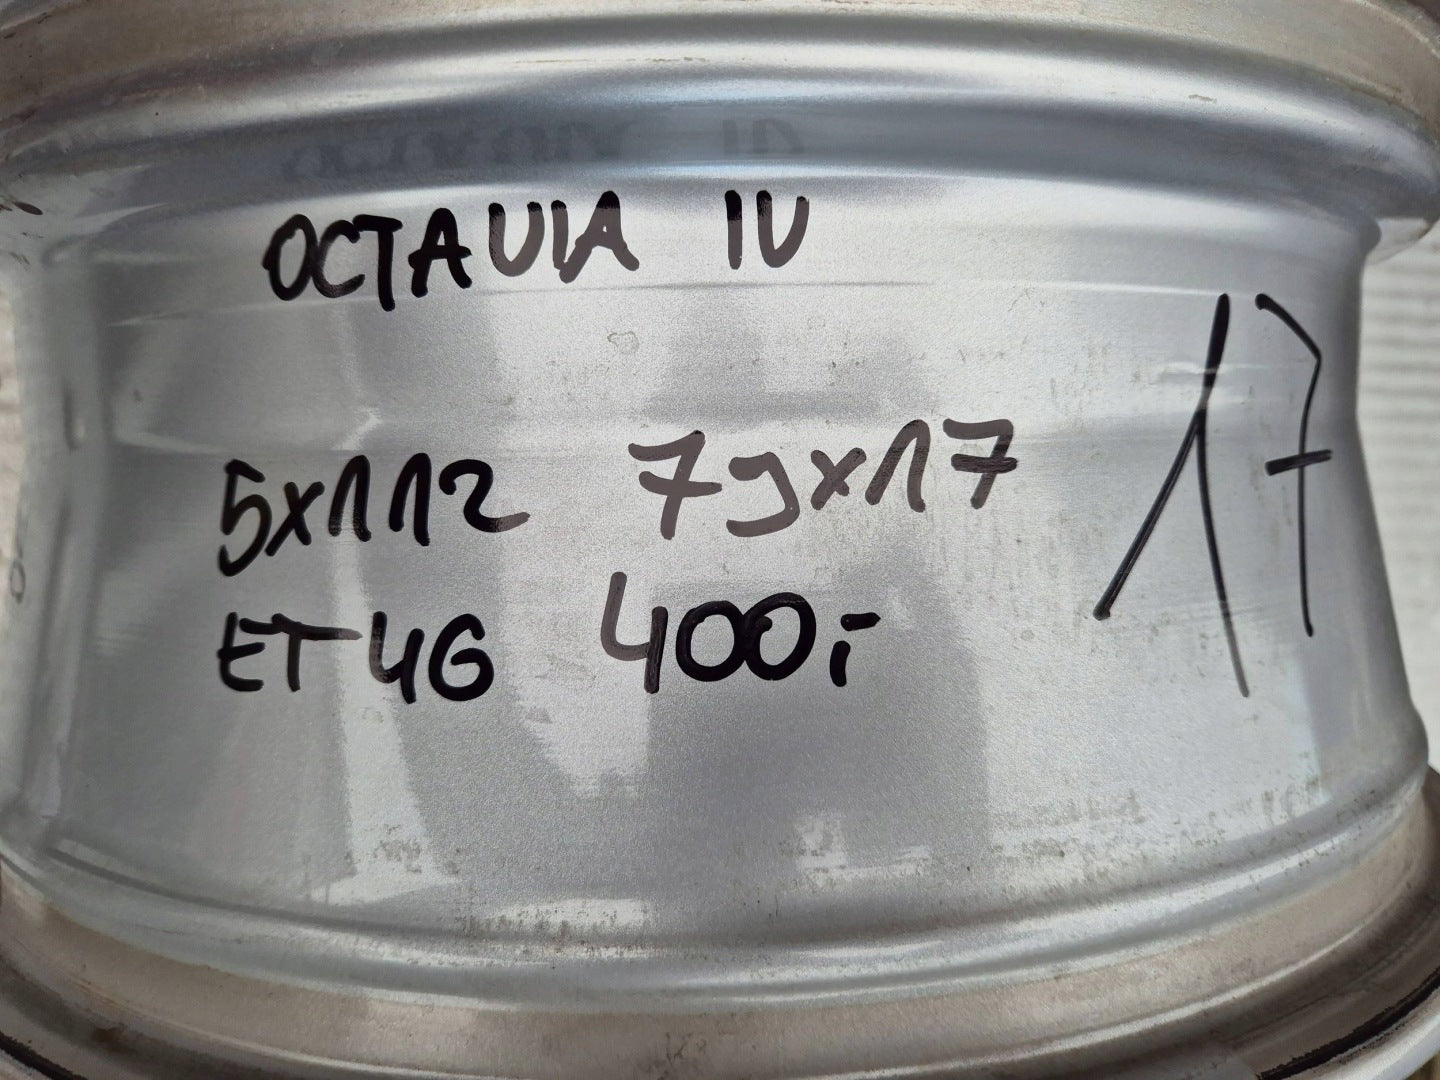 OCTAVIA IV
17
5x112 7Jx17
ET46 400,-